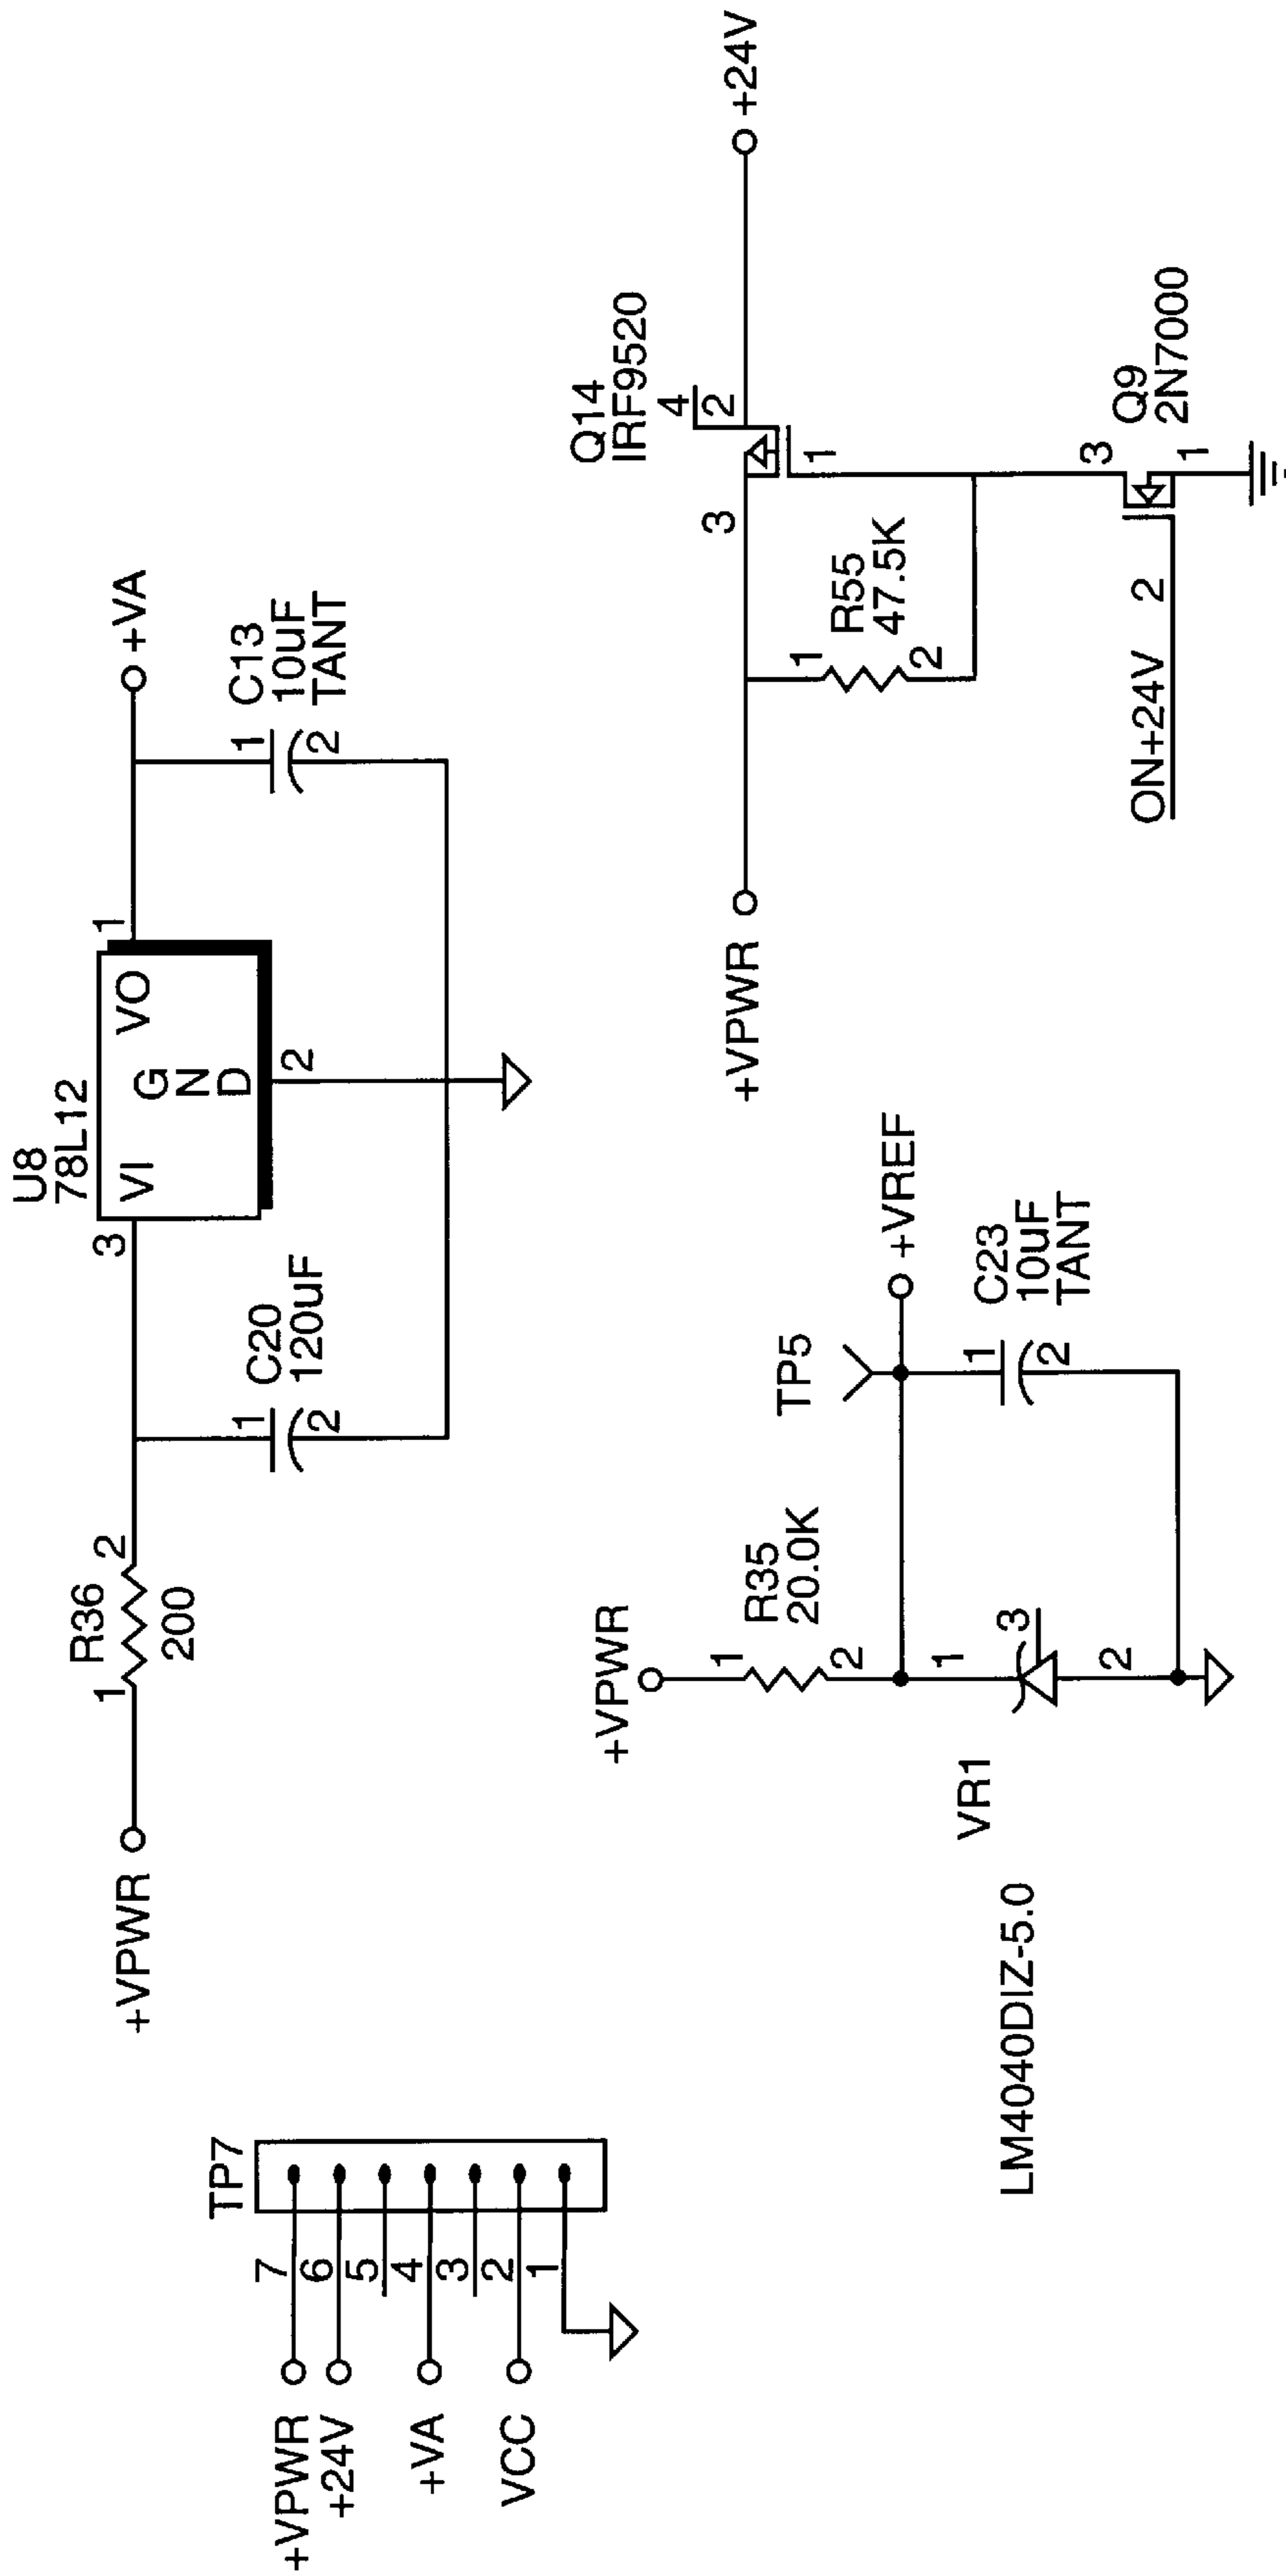 TP7
+VPWR
7
+24V
6
5
+VA
4
3
VCC
2
1
+VPWR
R36
1
2
200
C20
120uF
1
2
U8
78L12
3
VI
VO
1
G
N
D
2
+VA
C13
10uF
TANT
1
2
+VPWR
R35
20.0K
1
2
VR1
LM4040DIZ-5.0
1
3
2
TP5
+VREF
C23
10uF
TANT
1
2
+VPWR
R55
47.5K
1
2
Q14
IRF9520
3
4
2
1
+24V
ON+24V
2
Q9
2N7000
3
1